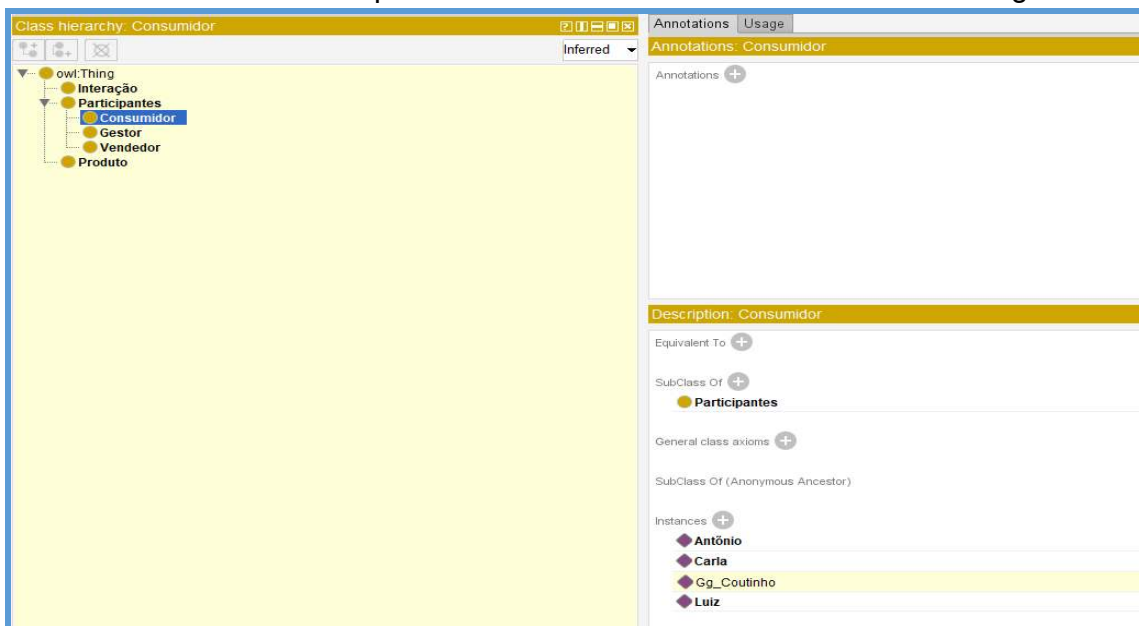 Class hierarchy: Consumidor
Inferred
owl:Thing
Interação
Participantes
Consumidor
Gestor
Vendedor
Produto
Annotations Usage
Annotations: Consumidor
Annotations
Description: Consumidor
Equivalent To
SubClass Of
Participantes
General class axioms
SubClass Of (Anonymous Ancestor)
Instances
Antônio
Carla
Gg_Coutinho
Luiz